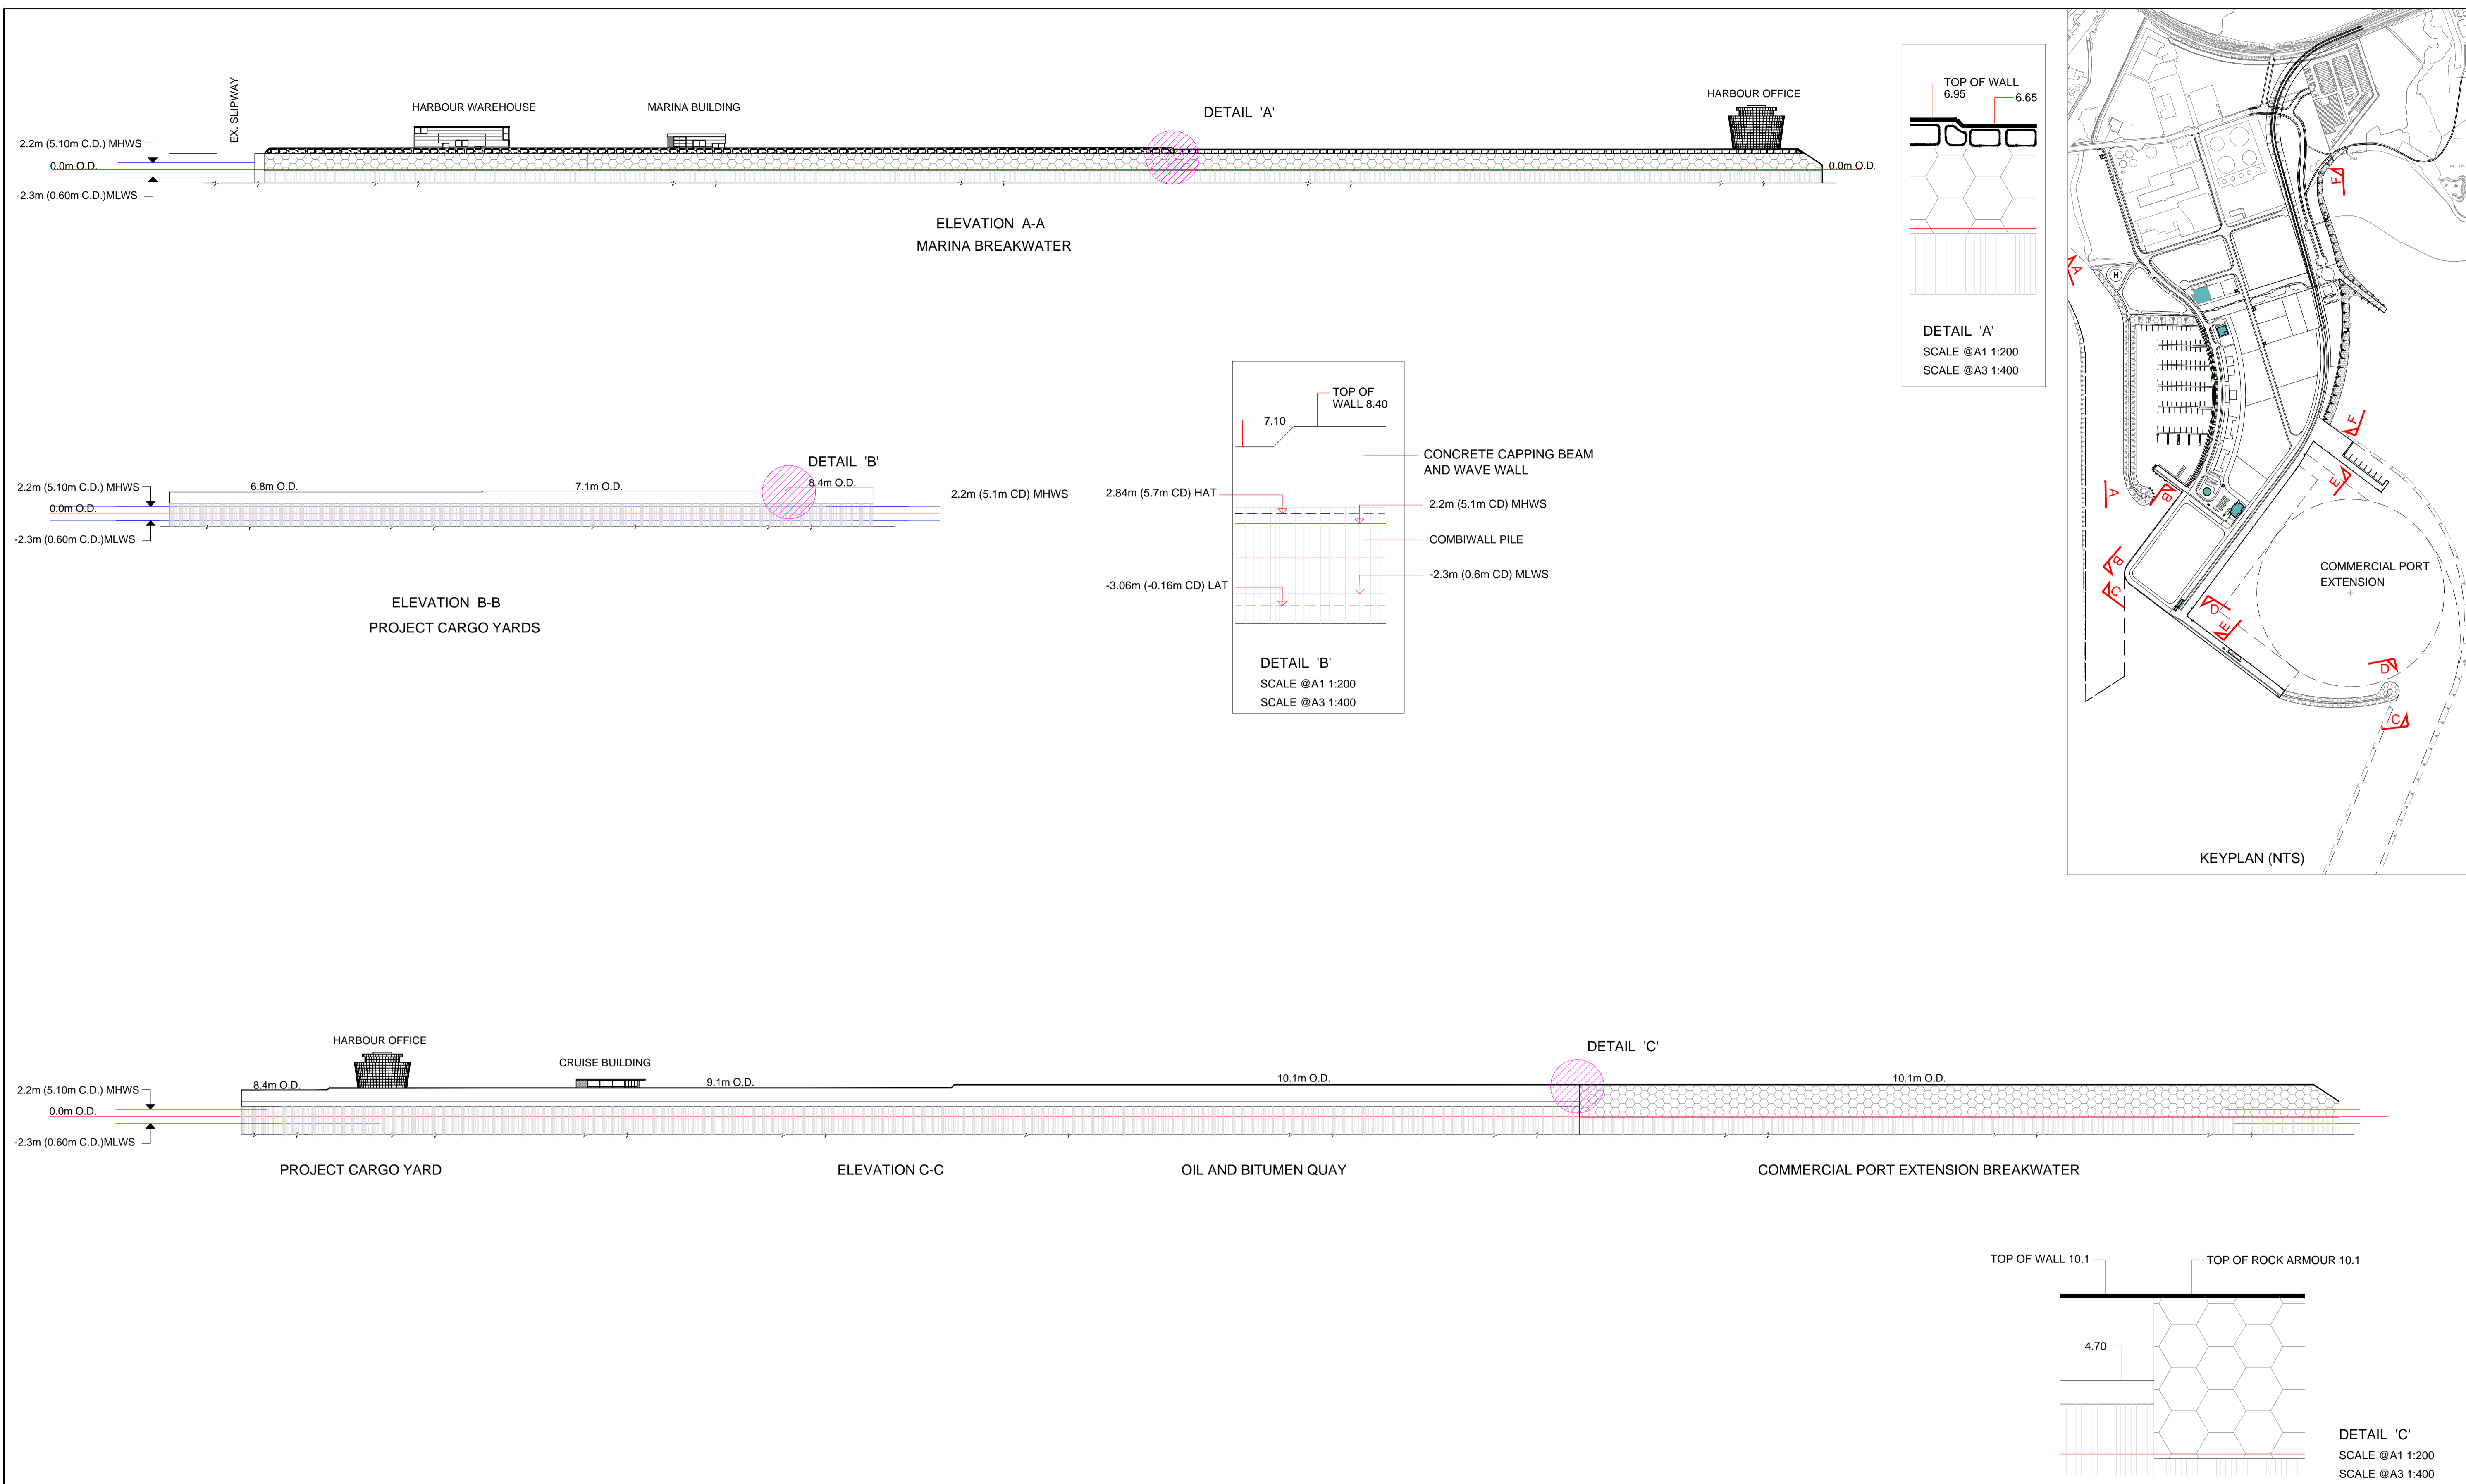 EX. SLIPWAY
HARBOUR WAREHOUSE
MARINA BUILDING
DETAIL 'A'
HARBOUR OFFICE
2.2m (5.10m C.D.) MHWS
0.0m O.D.
-2.3m (0.60m C.D.)MLWS
0.0m O.D.
ELEVATION A-A
MARINA BREAKWATER
TOP OF WALL
6.95
6.65
DETAIL 'A'
SCALE @A1 1:200
SCALE @A3 1:400
DETAIL 'B'
2.2m (5.10m C.D.) MHWS
0.0m O.D.
-2.3m (0.60m C.D.)MLWS
6.8m O.D.
7.1m O.D.
8.4m O.D.
2.2m (5.1m CD) MHWS
ELEVATION B-B
PROJECT CARGO YARDS
TOP OF
WALL 8.40
7.10
CONCRETE CAPPING BEAM
AND WAVE WALL
2.84m (5.7m CD) HAT
2.2m (5.1m CD) MHWS
COMBIWALL PILE
-2.3m (0.6m CD) MLWS
-3.06m (-0.16m CD) LAT
DETAIL 'B'
SCALE @A1 1:200
SCALE @A3 1:400
F
A
H
F
E
A
B
B
C
D
E
D
C
COMMERCIAL PORT
EXTENSION
KEYPLAN (NTS)
HARBOUR OFFICE
CRUISE BUILDING
DETAIL 'C'
2.2m (5.10m C.D.) MHWS
0.0m O.D.
-2.3m (0.60m C.D.)MLWS
8.4m O.D.
9.1m O.D.
10.1m O.D.
10.1m O.D.
PROJECT CARGO YARD
ELEVATION C-C
OIL AND BITUMEN QUAY
COMMERCIAL PORT EXTENSION BREAKWATER
TOP OF WALL 10.1
TOP OF ROCK ARMOUR 10.1
4.70
DETAIL 'C'
SCALE @A1 1:200
SCALE @A3 1:400